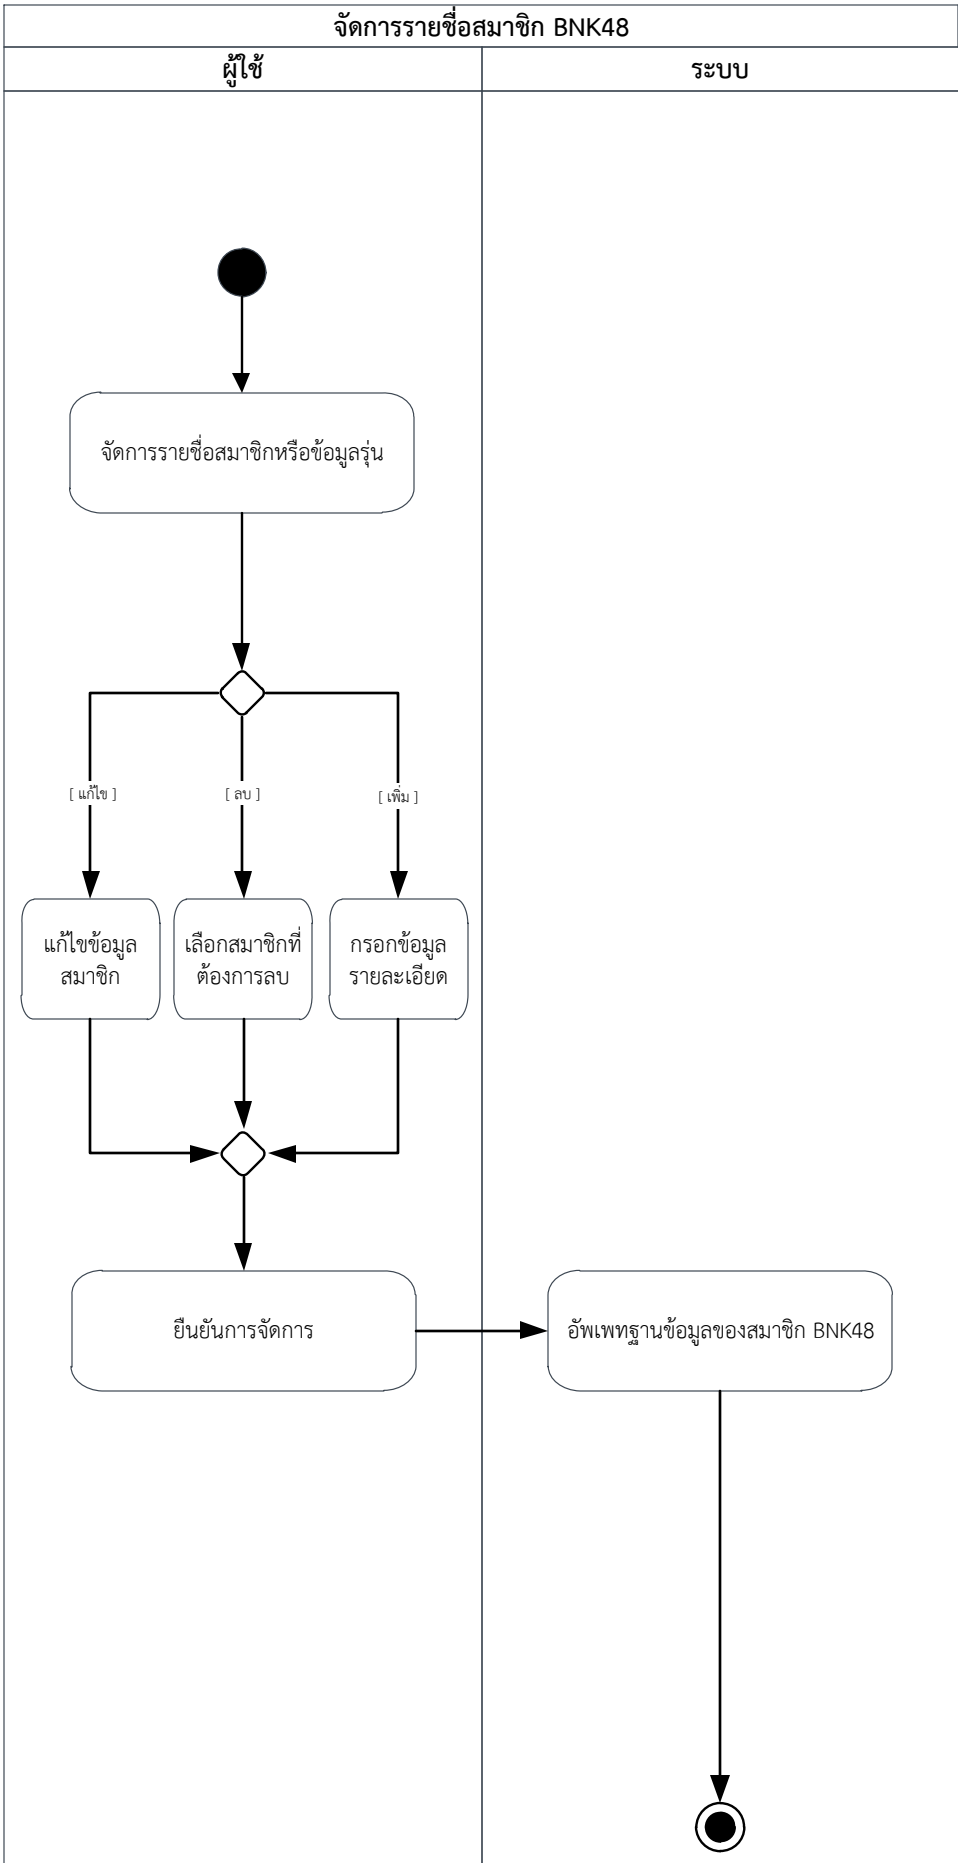 จัดการรายชื่อสมาชิก BNK48
ผู้ใช้
ระบบ
จัดการรายชื่อสมาชิกหรือข้อมูลรุ่น
[ แก้ไข ]
[ ลบ ]
[ เพิ่ม ]
แก้ไขข้อมูล
สมาชิก
เลือกสมาชิกที่
ต้องการลบ
กรอกข้อมูล
รายละเอียด
ยืนยันการจัดการ
อัพเพทฐานข้อมูลของสมาชิก BNK48